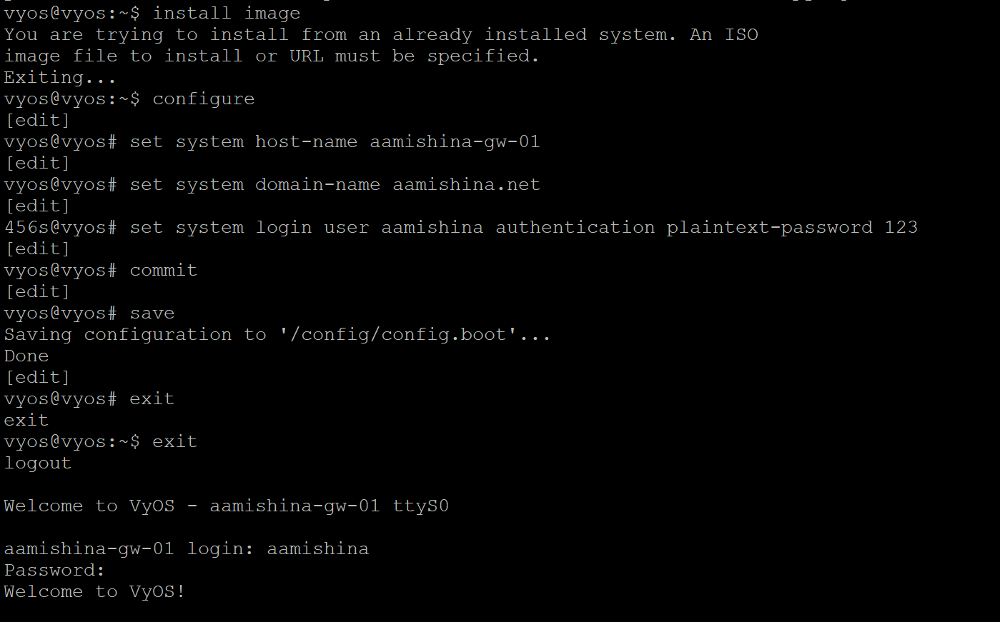 vyos@vyos:~$ install image
You are trying to install from an already installed system. An ISO
image file to install or URL must be specified.
Exiting...
vyos@vyos:~$ configure
[edit]
vyos@vyos# set system host-name aamishina-gw-01
[edit]
vyos@vyos# set system domain-name aamishina.net
[edit]
456s@vyos# set system login user aamishina authentication plaintext-password 123
[edit]
vyos@vyos# commit
[edit]
vyos@vyos# save
Saving configuration to '/config/config.boot'...
Done
[edit]
vyos@vyos# exit
exit
vyos@vyos:~$ exit
logout
Welcome to VyOS - aamishina-gw-01 ttyS0
aamishina-gw-01 login: aamishina
Password:
Welcome to VyOS!